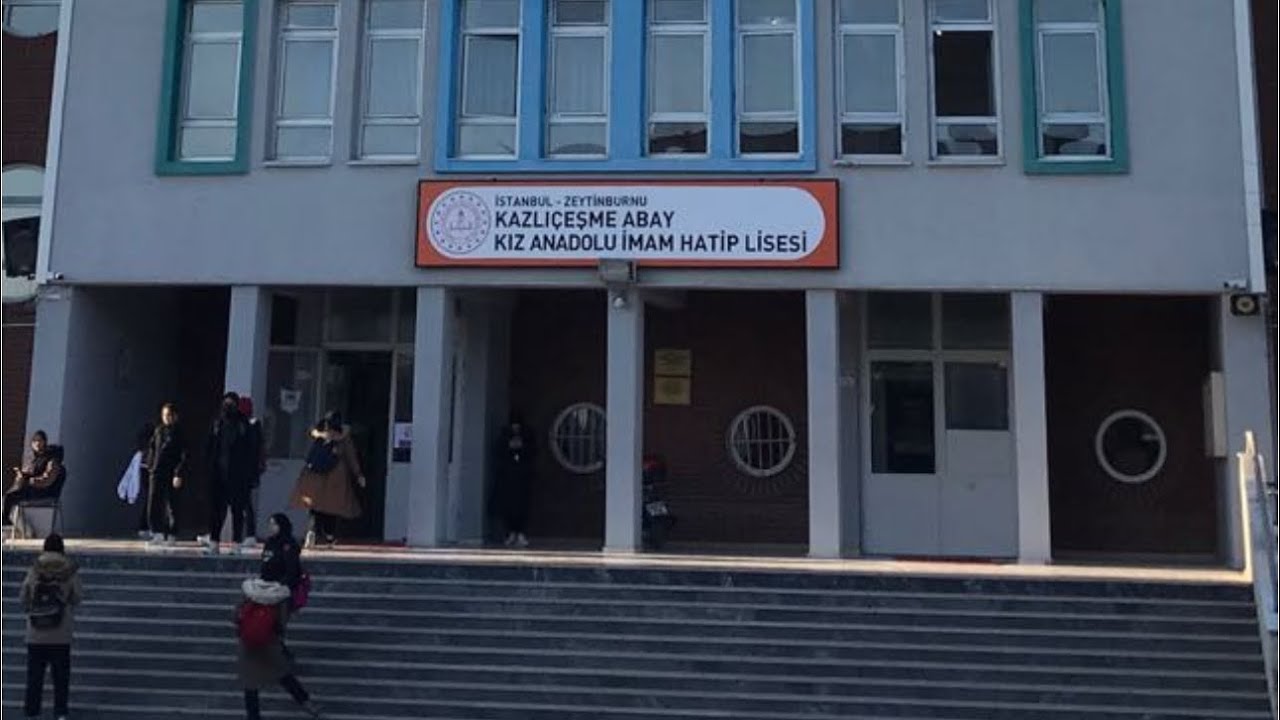 İSTANBUL - ZEYTİNBURNU
KAZLIÇEŞME ABAY
KIZ ANADOLU İMAM HATİP LİSESİ